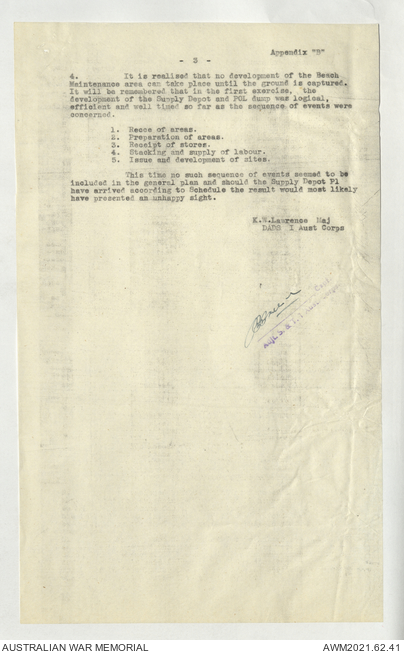 Appendix "B"
- 3 -
4. It is realised that no development of the Beach
Maintenance area can take place until the ground is captured.
It will be remembered that in the first exercise, the
development of the Supply Depot and POL dump was logical,
efficient and well timed so far as the sequence of events were
concerned.
1. Recce of areas.
2. Preparation of areas.
3. Receipt of stores.
4. Stacking and supply of labour.
5. Issue and development of sites.
This time no such sequence of events seemed to be
included in the general plan and should the Supply Depot Pl
have arrived according to Schedule the result would most likely
have presented an unhappy sight.
K.W.Laurence Maj
DADS I Aust Corps
Capt.
AUSTRALIAN WAR MEMORIAL
AWM2021.62.41